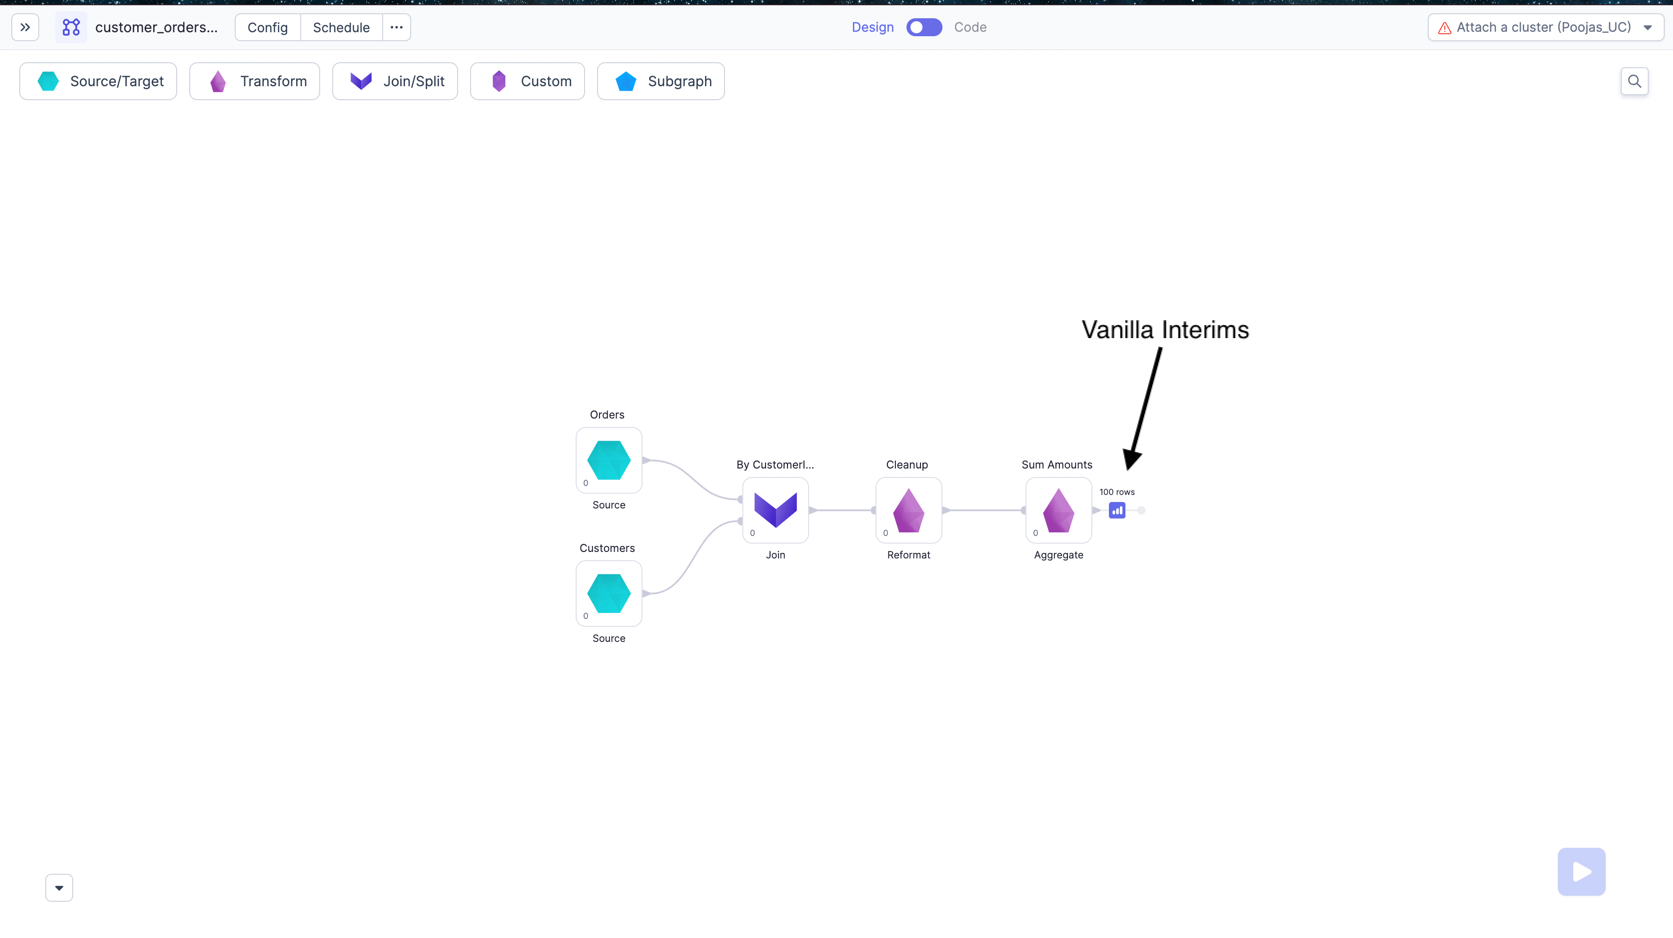 customer_orders...
Config
Schedule
Design
Code
Attach a cluster (Poojas_UC)
Source/Target
Transform
Join/Split
Custom
Subgraph
Vanilla Interims
Orders
0
Source
Customers
0
Source
By CustomerI...
0
Join
Cleanup
0
Reformat
Sum Amounts
0
Aggregate
100 rows